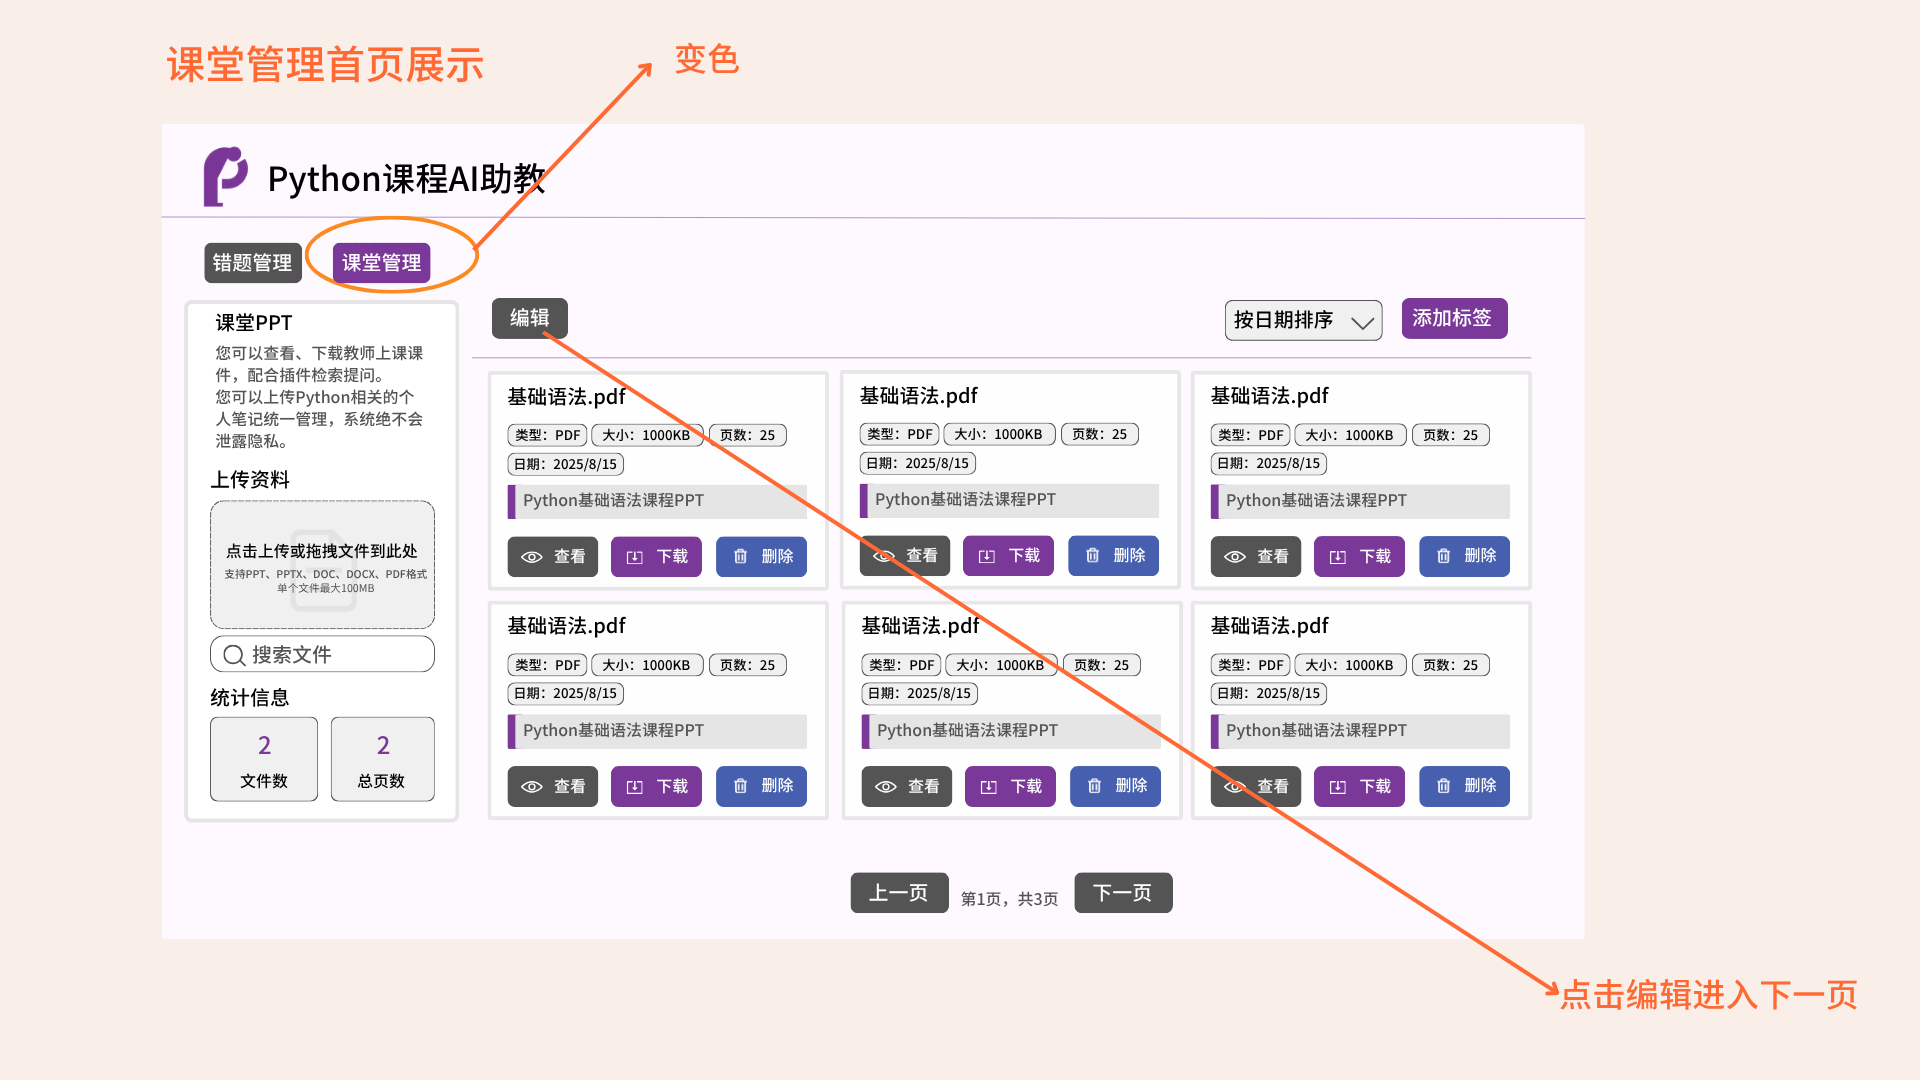 课堂管理首页展示
变色
Python课程AI助教
错题管理
课堂管理
课堂PPT
您可以查看、下载教师上课课
件，配合插件检索提问。
您可以上传Python相关的个
人笔记统一管理，系统绝不会
泄露隐私。
上传资料
点击上传或拖拽文件到此处
支持PPT、PPTX、DOC、DOCX、PDF格式
单个文件最大100MB
搜索文件
统计信息
2
文件数
2
总页数
编辑
按日期排序
添加标签
基础语法.pdf
类型：PDF
大小：1000KB
页数：25
日期：2025/8/15
Python基础语法课程PPT
查看
下载
删除
基础语法.pdf
类型：PDF
大小：1000KB
页数：25
日期：2025/8/15
Python基础语法课程PPT
查看
下载
删除
基础语法.pdf
类型：PDF
大小：1000KB
页数：25
日期：2025/8/15
Python基础语法课程PPT
查看
下载
删除
基础语法.pdf
类型：PDF
大小：1000KB
页数：25
日期：2025/8/15
Python基础语法课程PPT
查看
下载
删除
基础语法.pdf
类型：PDF
大小：1000KB
页数：25
日期：2025/8/15
Python基础语法课程PPT
查看
下载
删除
基础语法.pdf
类型：PDF
大小：1000KB
页数：25
日期：2025/8/15
Python基础语法课程PPT
查看
下载
删除
上一页
第1页，共3页
下一页
点击编辑进入下一页